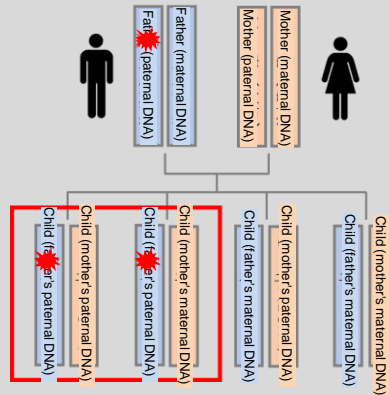 Father (paternal DNA)
Father (maternal DNA)
Mother (paternal DNA)
Mother (maternal DNA)
Child (father's paternal DNA)
Child (mother's paternal DNA)
Child (father's paternal DNA)
Child (mother's maternal DNA)
Child (father's maternal DNA)
Child (mother's paternal DNA)
Child (father's maternal DNA)
Child (mother's maternal DNA)